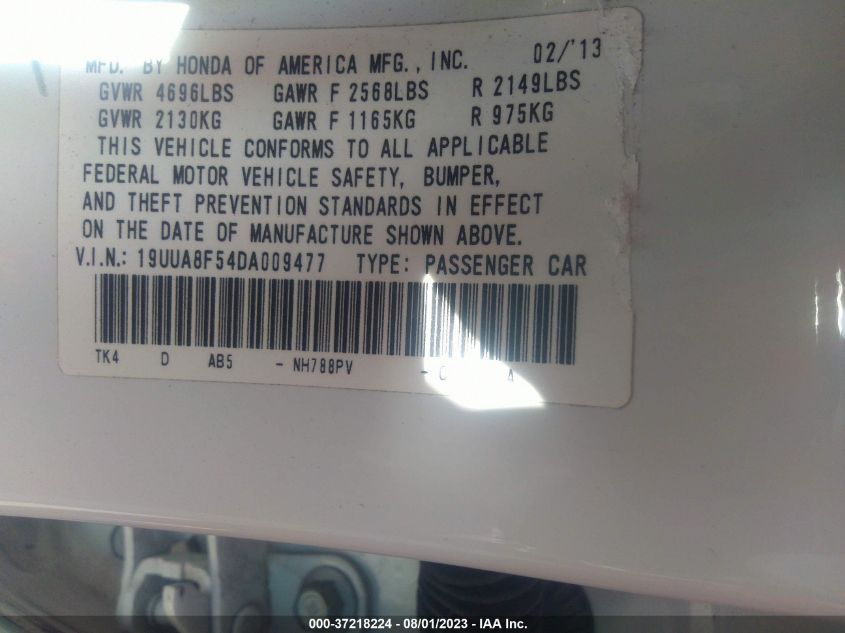 MFD. BY HONDA OF AMERICA MFG., INC. 02/'13
GVWR 4696LBS GAWR F 2568LBS R 2149LBS
GVWR 2130KG GAWR F 1165KG R 975KG
THIS VEHICLE CONFORMS TO ALL APPLICABLE
FEDERAL MOTOR VEHICLE SAFETY, BUMPER,
AND THEFT PREVENTION STANDARDS IN EFFECT
ON THE DATE OF MANUFACTURE SHOWN ABOVE.
V.I.N.: 19UUA8F54DA009477 TYPE: PASSENGER CAR
TK4 D AB5 - NH788PV -
000-37218224 - 08/01/2023 - IAA Inc.